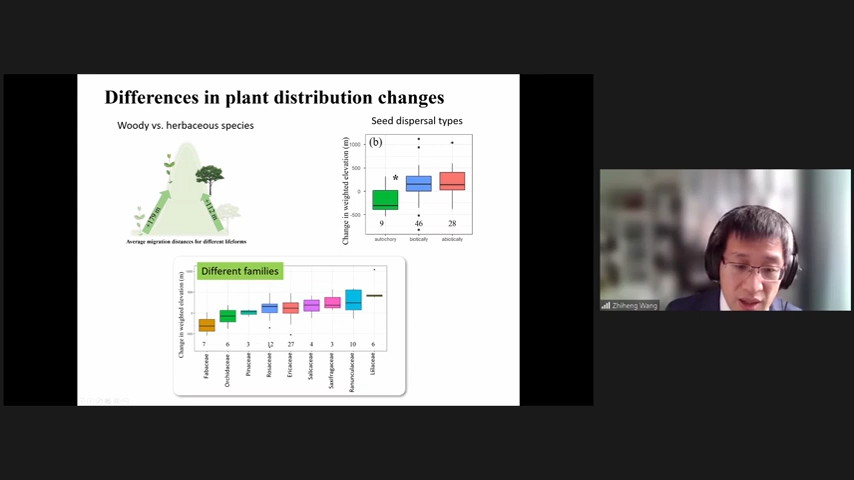 Differences in plant distribution changes
Woody vs. herbaceous species
+179 m
+112 m
Average migration distances for different lifeforms
Seed dispersal types
(b)
Change in weighted elevation (m)
1000
500
0
-500
*
9
46
28
autochory
biotically
abiotically
Different families
Change in weighted elevation (m)
7
6
3
12
27
4
3
10
6
Fabaceae
Orchidaceae
Pinaceae
Rosaceae
Ericaceae
Salicaceae
Saxifragaceae
Ranunculaceae
Liliaceae
Zhiheng Wang